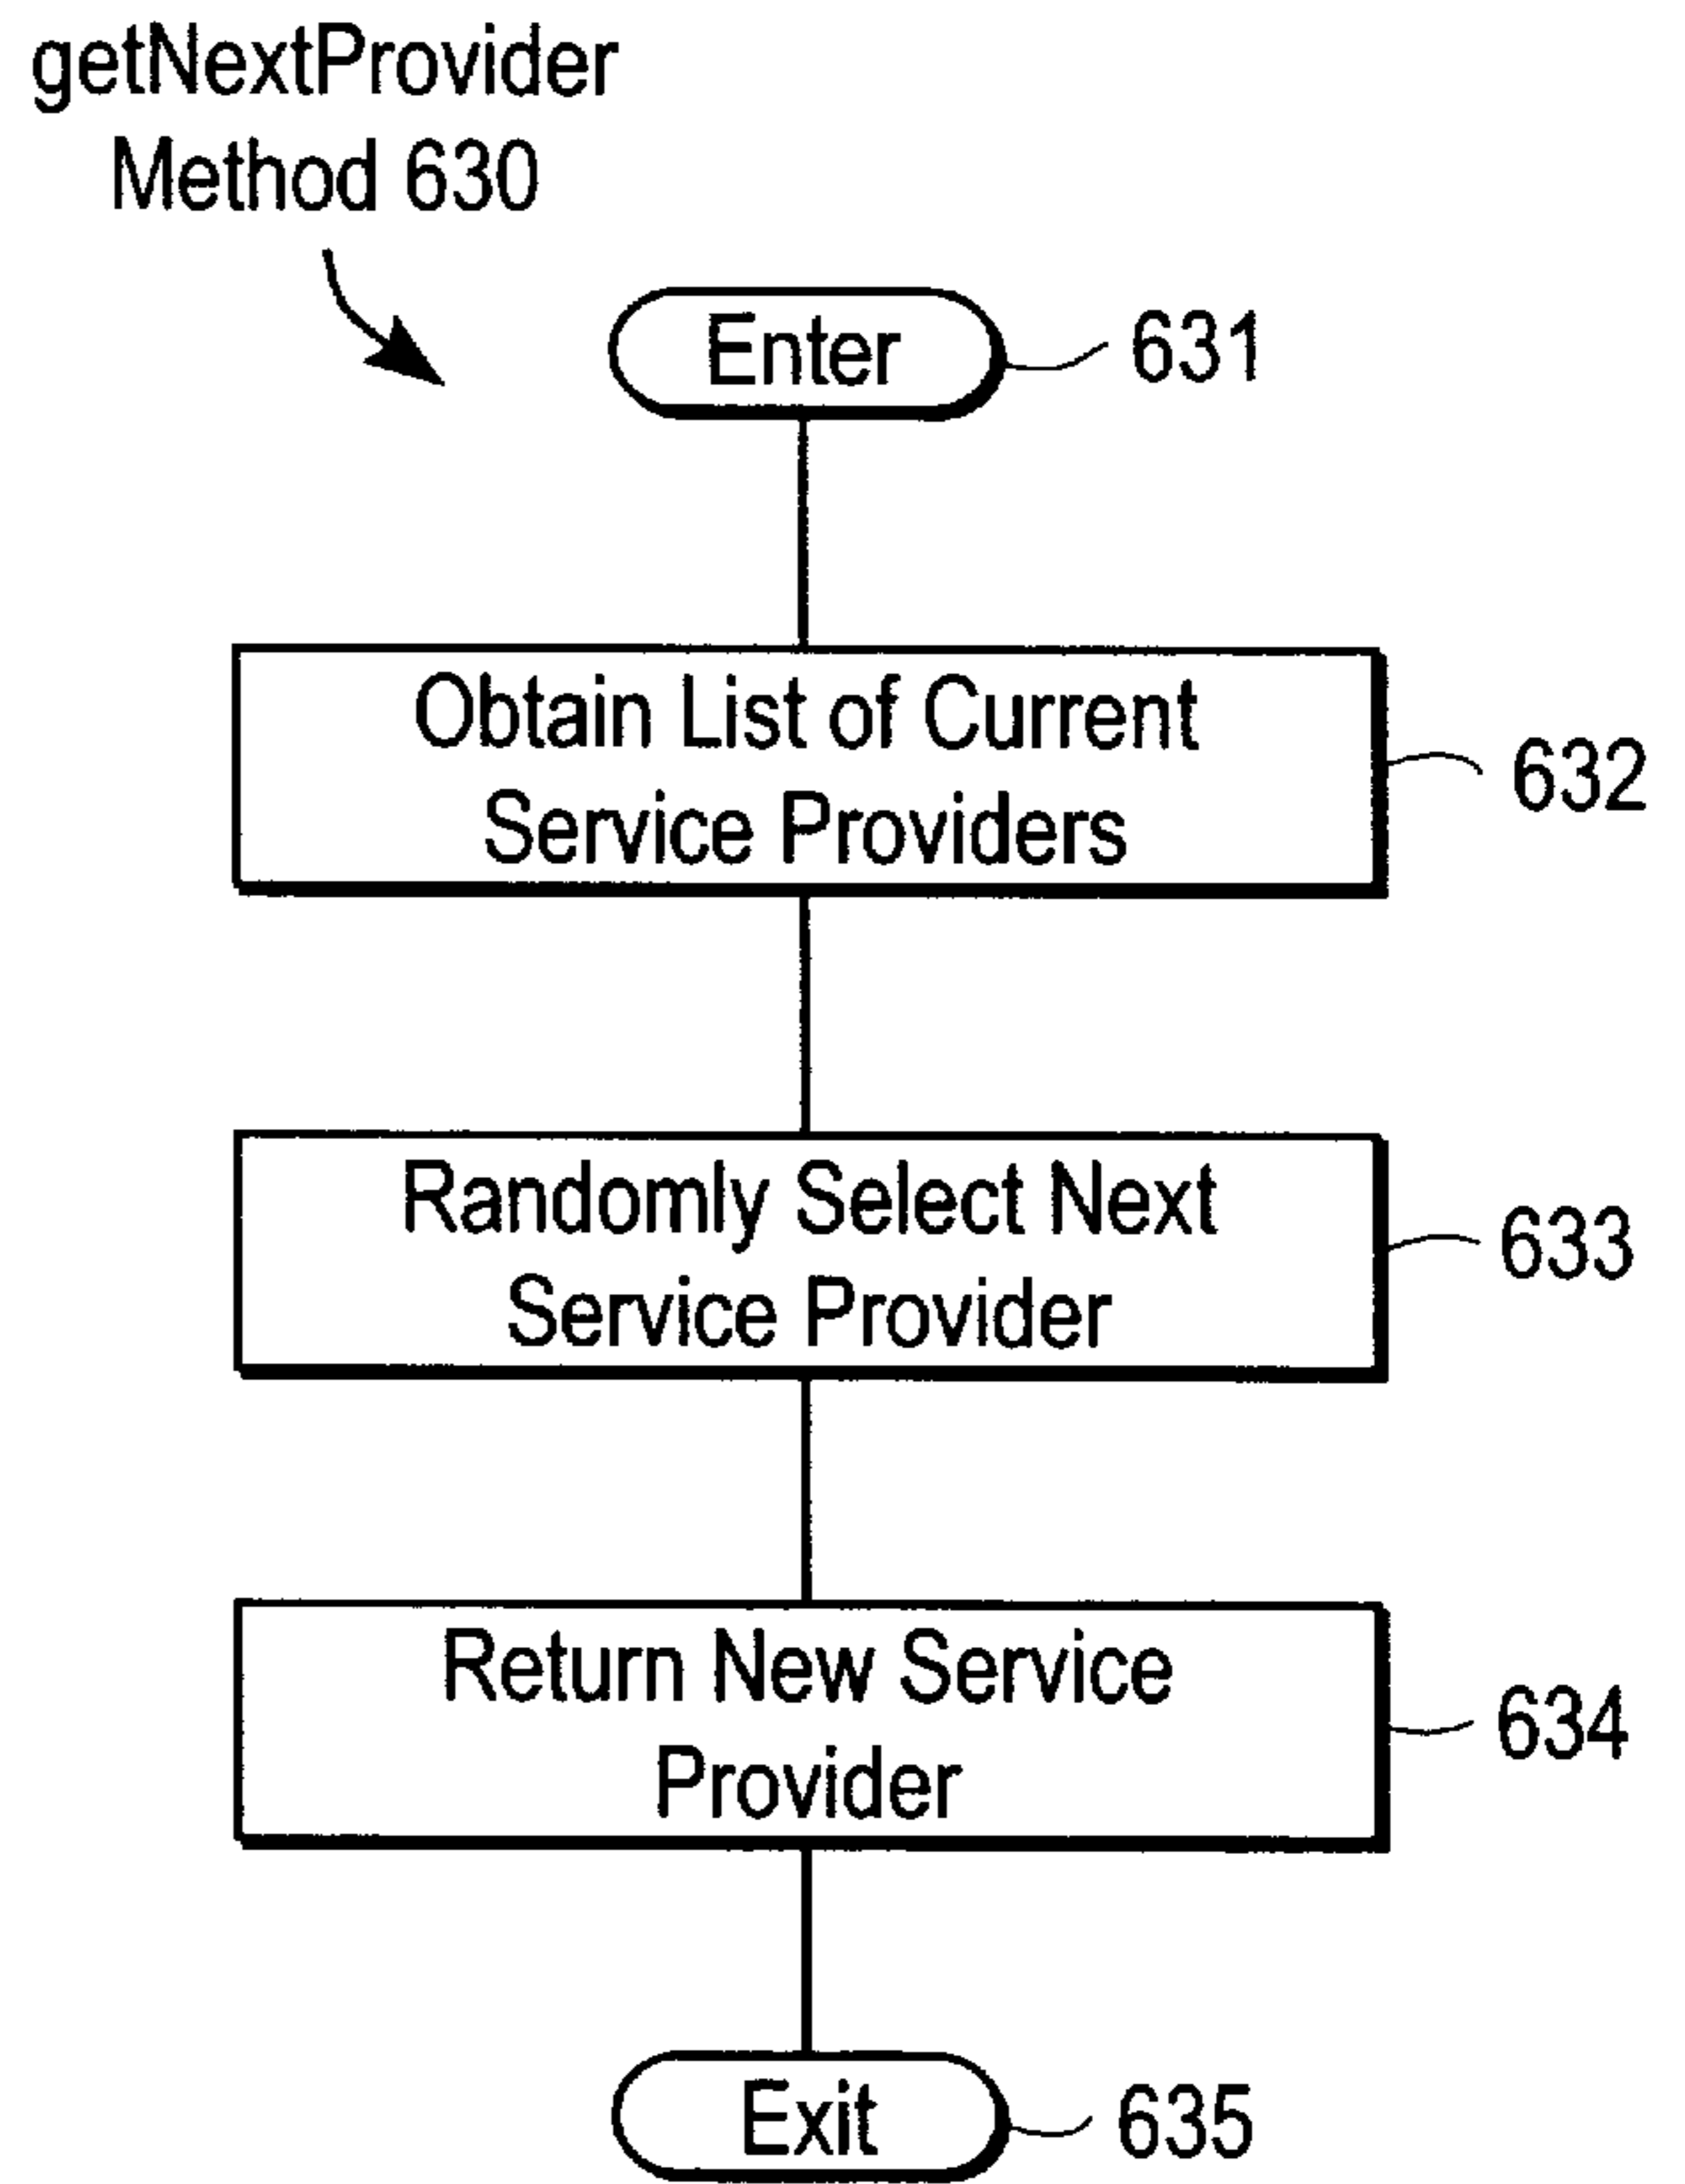 getNextProvider
Method 630
Enter
631
Obtain List of Current
Service Providers
632
Randomly Select Next
Service Provider
633
Return New Service
Provider
634
Exit
635